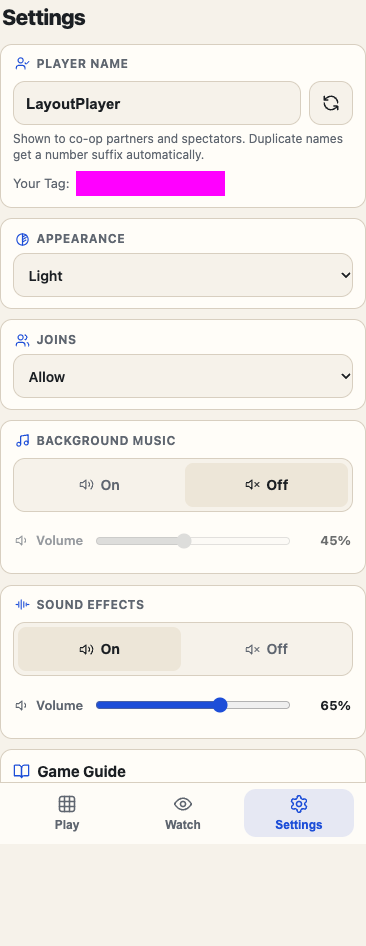 Settings
PLAYER NAME
LayoutPlayer
Shown to co-op partners and spectators. Duplicate names
get a number suffix automatically.
Your Tag:
APPEARANCE
Light
JOINS
Allow
BACKGROUND MUSIC
On Off
Volume 45%
SOUND EFFECTS
On Off
Volume 65%
Game Guide
Play Watch Settings